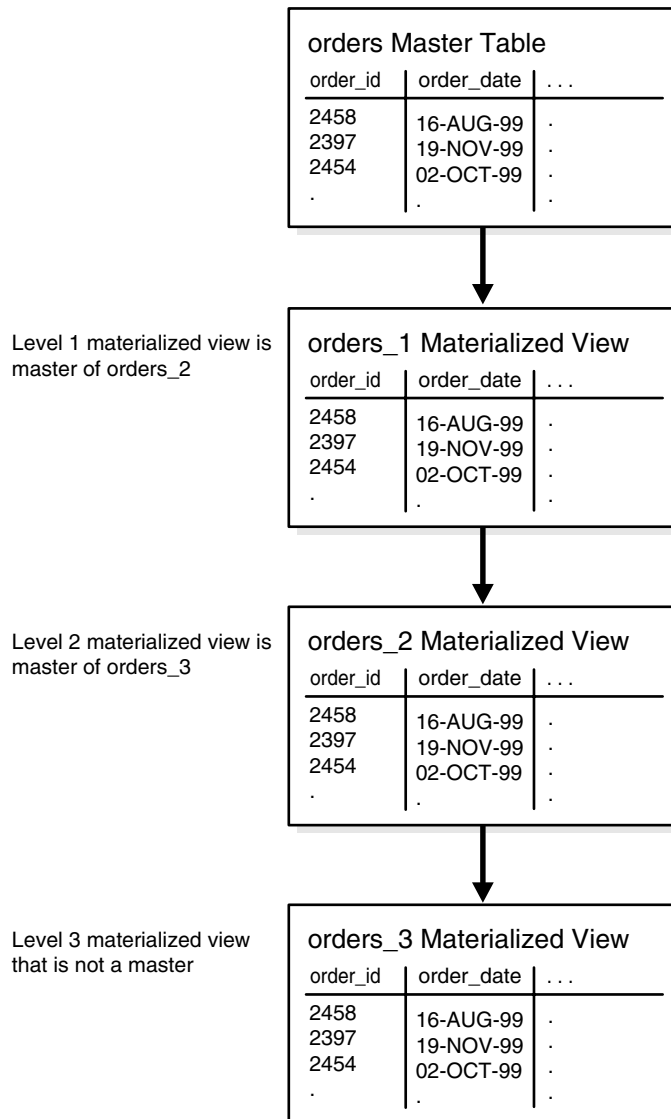 orders Master Table
order_id order_date . . .
2458 16-AUG-99 .
2397 19-NOV-99 .
2454 02-OCT-99 .
. . .
Level 1 materialized view is
master of orders_2
orders_1 Materialized View
order_id order_date . . .
2458 16-AUG-99 .
2397 19-NOV-99 .
2454 02-OCT-99 .
. . .
Level 2 materialized view is
master of orders_3
orders_2 Materialized View
order_id order_date . . .
2458 16-AUG-99 .
2397 19-NOV-99 .
2454 02-OCT-99 .
. . .
Level 3 materialized view
that is not a master
orders_3 Materialized View
order_id order_date . . .
2458 16-AUG-99 .
2397 19-NOV-99 .
2454 02-OCT-99 .
. . .